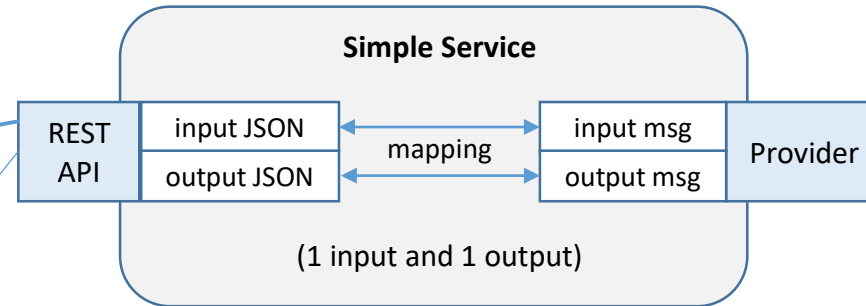 Simple Service
REST
API
input JSON
output JSON
mapping
input msg
output msg
Provider
(1 input and 1 output)